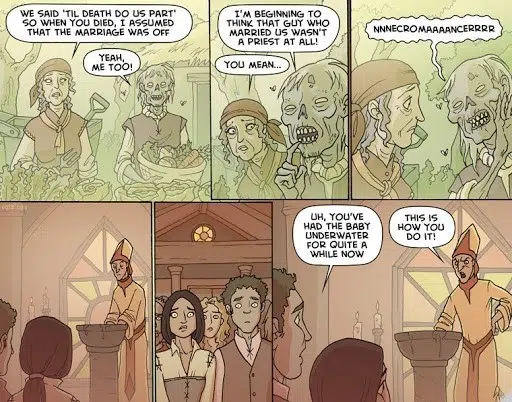 WE SAID 'TIL DEATH DO US PART'
SO WHEN YOU DIED, I ASSUMED
THAT THE MARRIAGE WAS OFF
YEAH,
ME TOO!
I'M BEGINNING TO
THINK THAT GUY WHO
MARRIED US WASN'T
A PRIEST AT ALL!
YOU MEAN...
NNNECROMAAAANCERRRR
UH, YOU'VE
HAD THE BABY
UNDERWATER
FOR QUITE A
WHILE NOW
THIS IS
HOW YOU
DO IT!